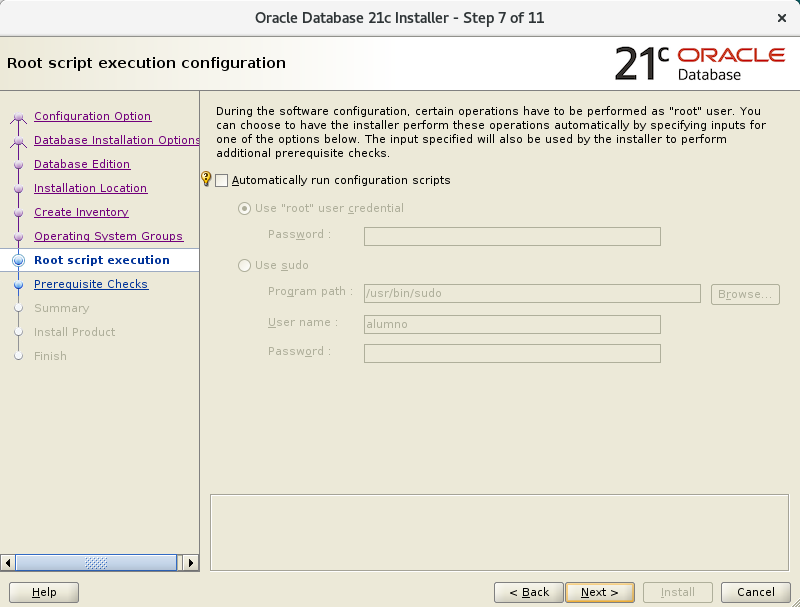 Oracle Database 21c Installer - Step 7 of 11
Root script execution configuration
21c ORACLE
Database
Configuration Option
Database Installation Options
Database Edition
Installation Location
Create Inventory
Operating System Groups
Root script execution
Prerequisite Checks
Summary
Install Product
Finish
During the software configuration, certain operations have to be performed as "root" user. You
can choose to have the installer perform these operations automatically by specifying inputs for
one of the options below. The input specified will also be used by the installer to perform
additional prerequisite checks.
Automatically run configuration scripts
Use "root" user credential
Password :
Use sudo
Program path : /usr/bin/sudo Browse...
User name : alumno
Password :
Help < Back Next > Install Cancel